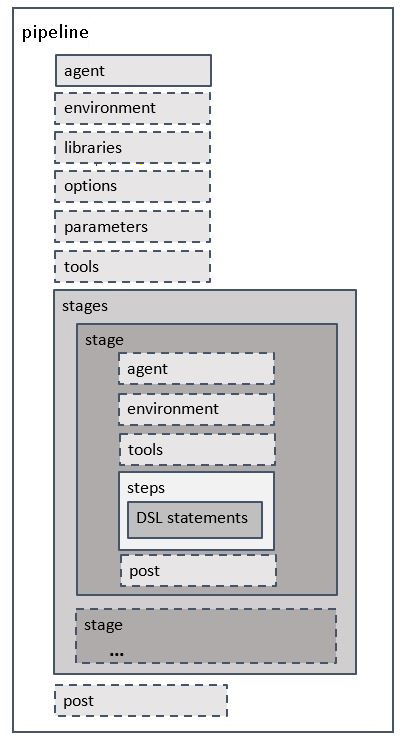 pipeline
agent
environment
libraries
options
parameters
tools
stages
stage
agent
environment
tools
steps
DSL statements
post
stage
...
post